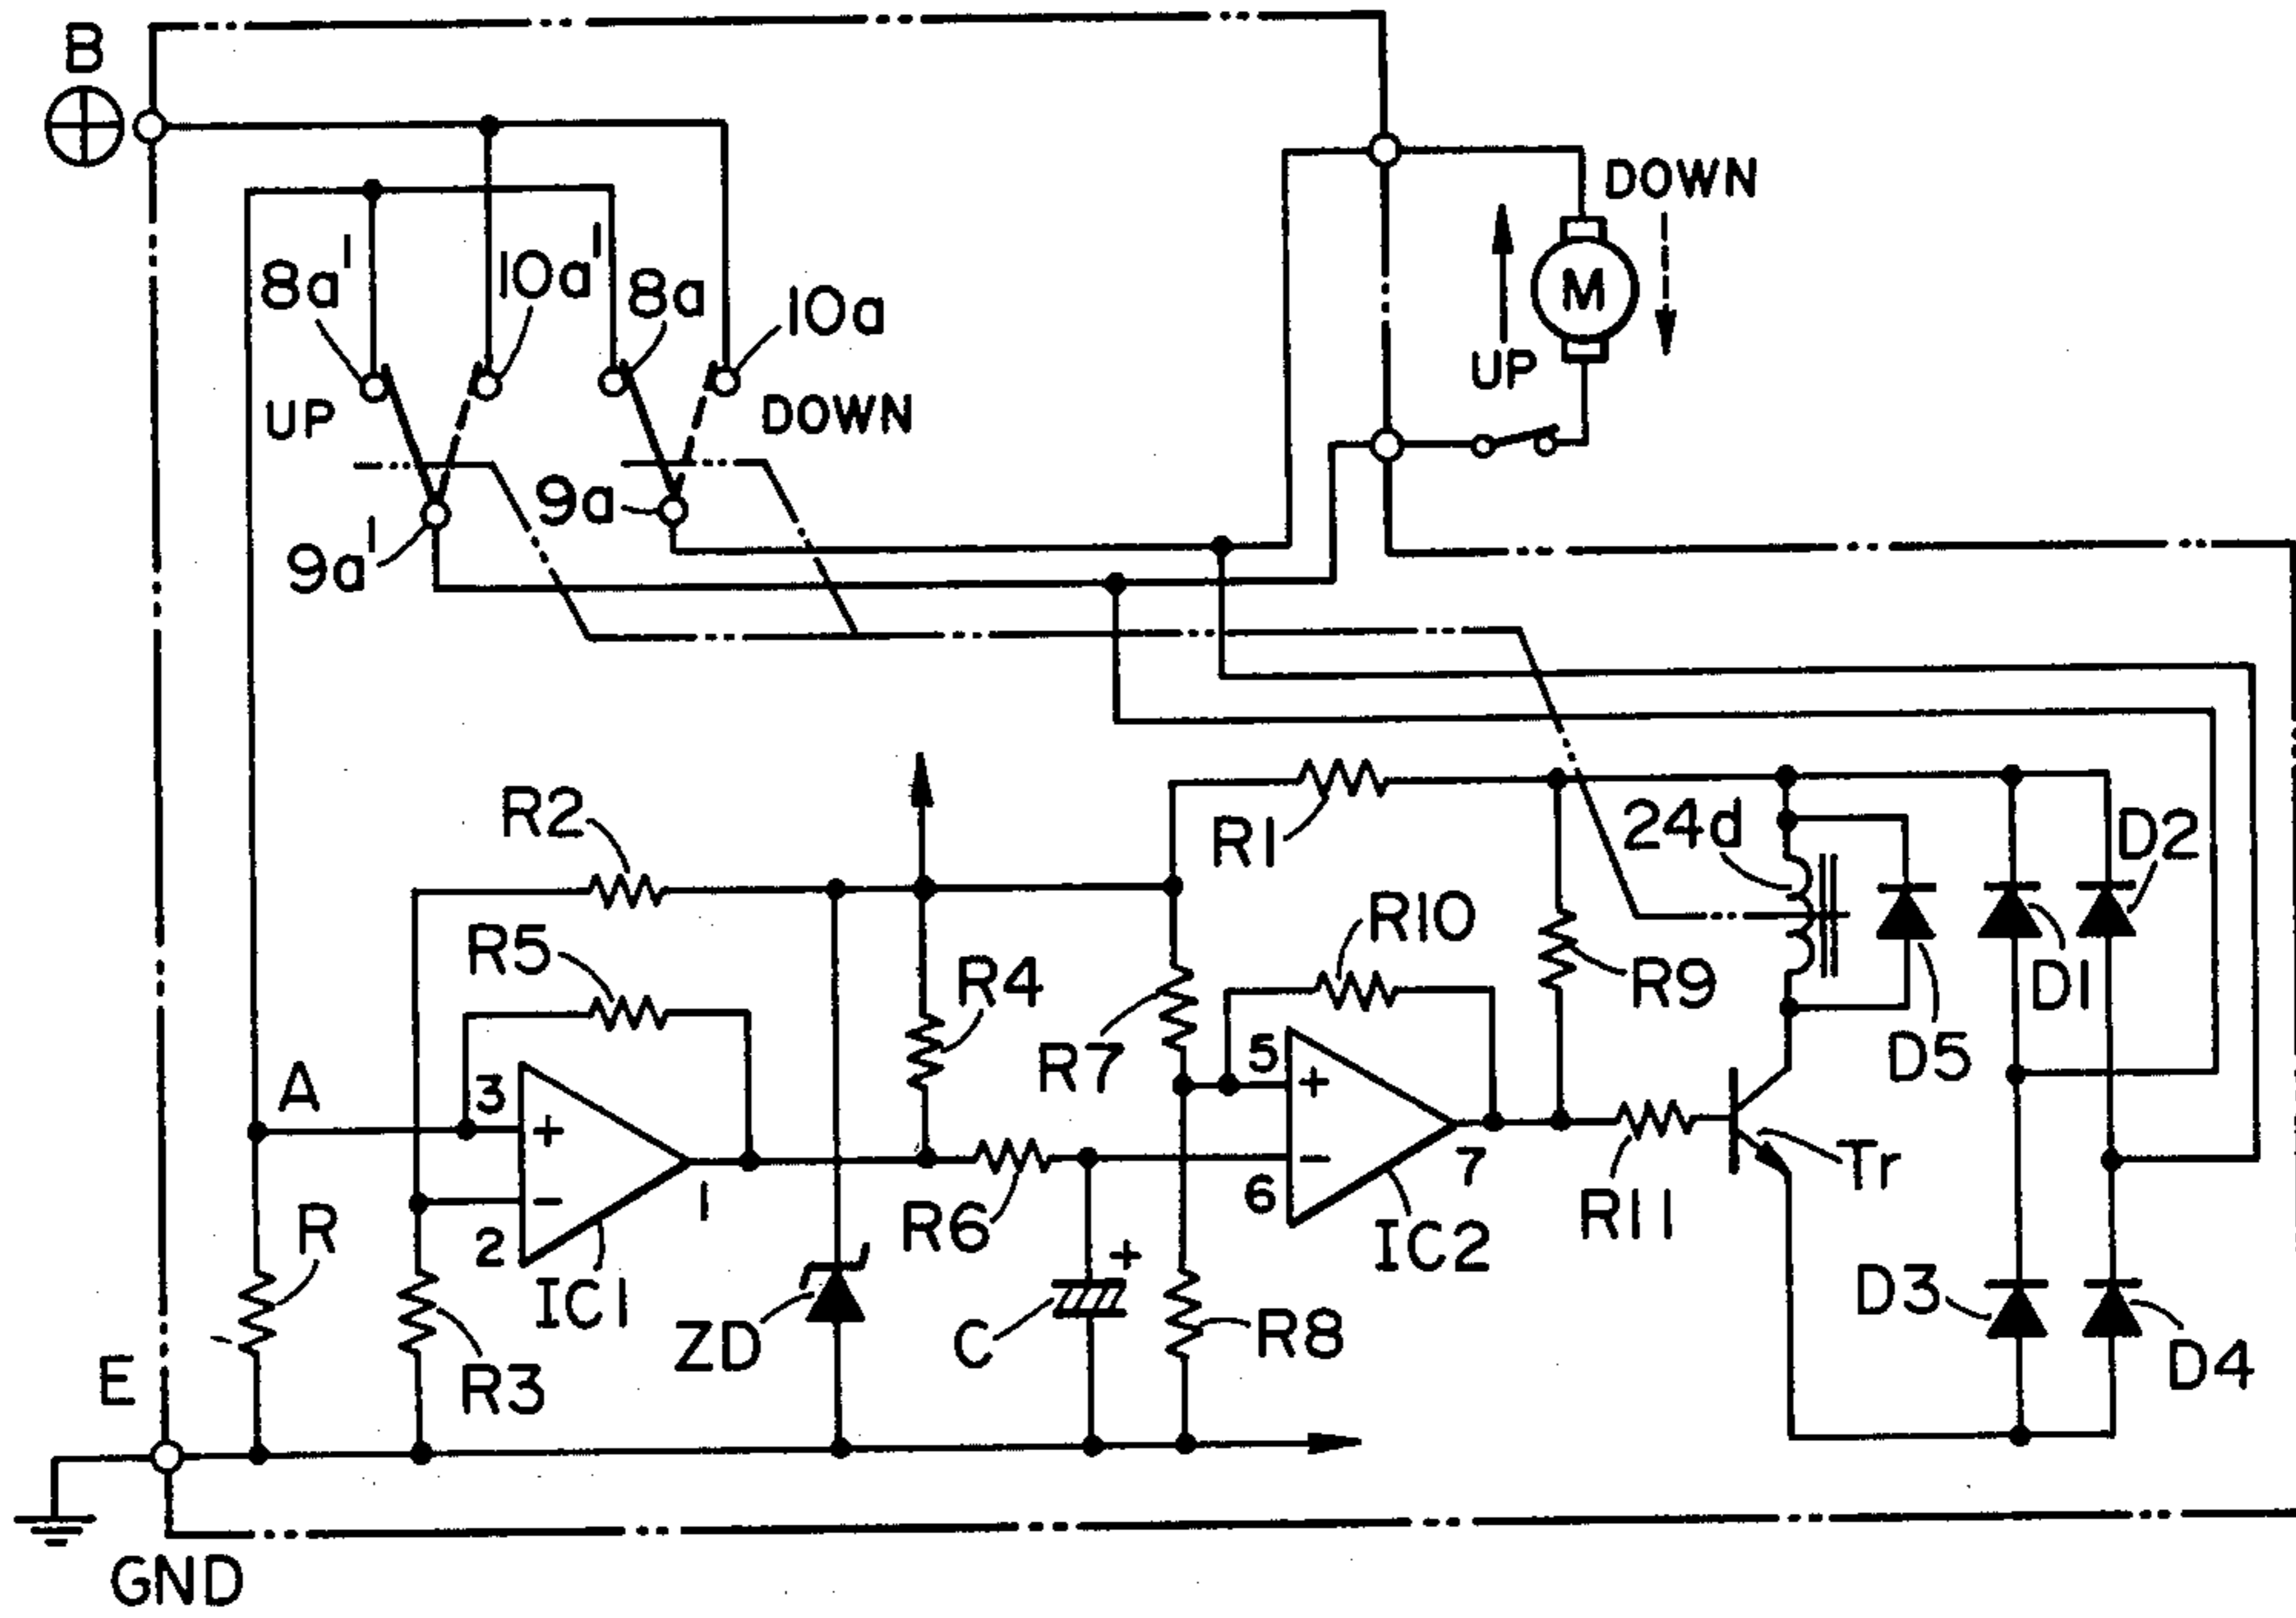 B
DOWN
8a'
10a'
8a
10a
M
UP
UP
DOWN
9a
9a'
R2
R1
24d
D2
R5
R4
R10
R9
D1
R7
D5
A
3
+
5
+
Tr
2
−
1
R6
6
−
7
R11
R
IC1
IC2
ZD
+
C
R8
D3
D4
E
R3
GND